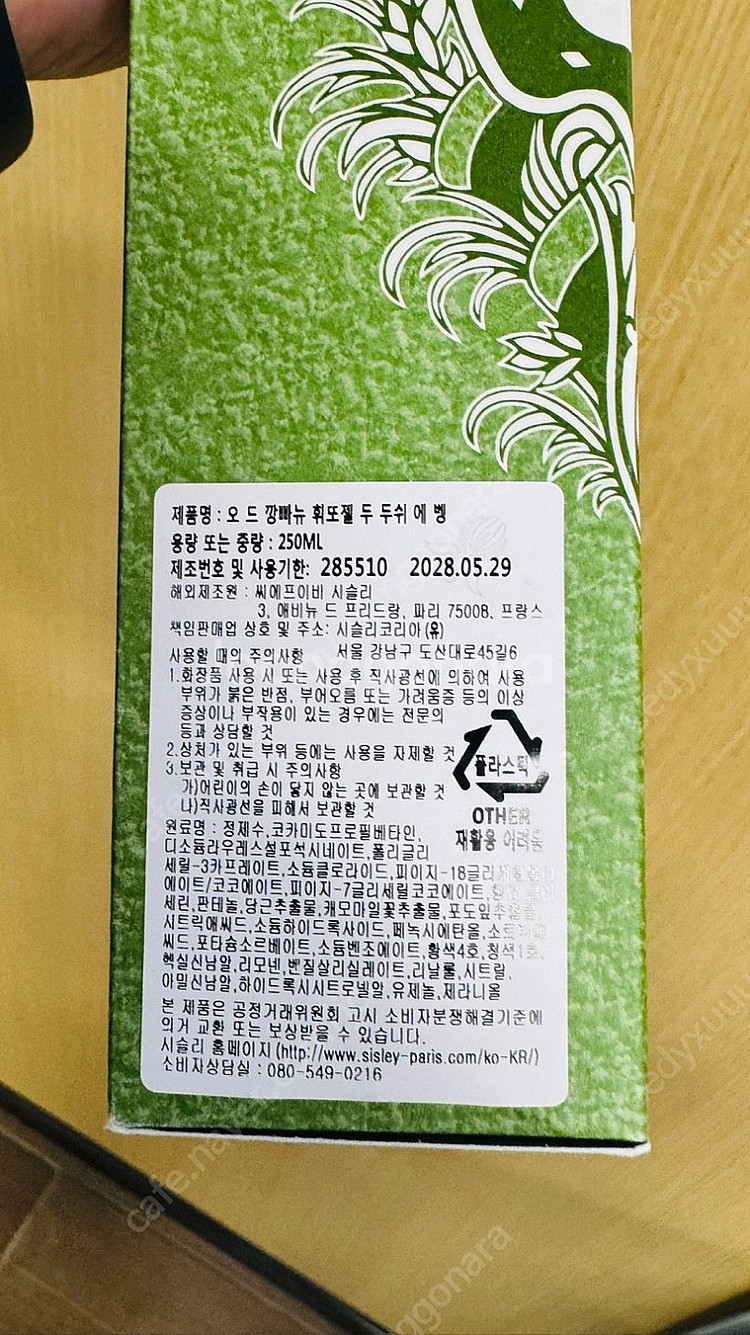 제품명 : 오 드 깡빠뉴 휘또젤 두 두쉬 에 벵
용량 또는 중량 : 250ML
제조번호 및 사용기한: 285510 2028.05.29
해외제조원 : 씨에프이바 시슬리
3, 애비뉴 드 프리드랑, 파리 75008, 프랑스
책임판매업 상호 및 주소: 시슬리코리아(유)
사용할 때의 주의사항 서울 강남구 도산대로45길6
1.화장품 사용 시 또는 사용 후 직사광선에 의하여 사용
부위가 붉은 반점, 부어오름 또는 가려움증 등의 이상
증상이나 부작용이 있는 경우에는 전문의
등과 상담할 것
2.상처가 있는 부위 등에는 사용을 자제할 것
3.보관 및 취급 시 주의사항
가)어린이의 손이 닿지 않는 곳에 보관할 것
나)직사광선을 피해서 보관할 것
플라스틱
OTHER
재활용 어려움
원료명 : 정제수,코카미도프로필베타인,
디소듐라우레스설포석시네이트,폴리글리
세릴-3카프레이트,소듐클로라이드,피이지-18글리
에이트/코코에이트,피이지-7글리세릴코코에이트,
세린,판테놀,당근추출물,캐모마일꽃추출물,포도잎추출물,
시트릭애씨드,소듐하이드록사이드,페녹시에탄올,
씨드,포타슘소르베이트,소듐벤조에이트,황색4호,청색1호,
헥실신남알,리모넨,벤질살리실레이트,리날룰,시트랄,
아밀신남알,하이드록시시트로넬알,유제놀,제라니올
본 제품은 공정거래위원회 고시 소비자분쟁해결기준에
의거 교환 또는 보상받을 수 있습니다.
시슬리 홈페이지(http://www.sisley-paris.com/ko-KR/)
소비자상담실 : 080-549-0216